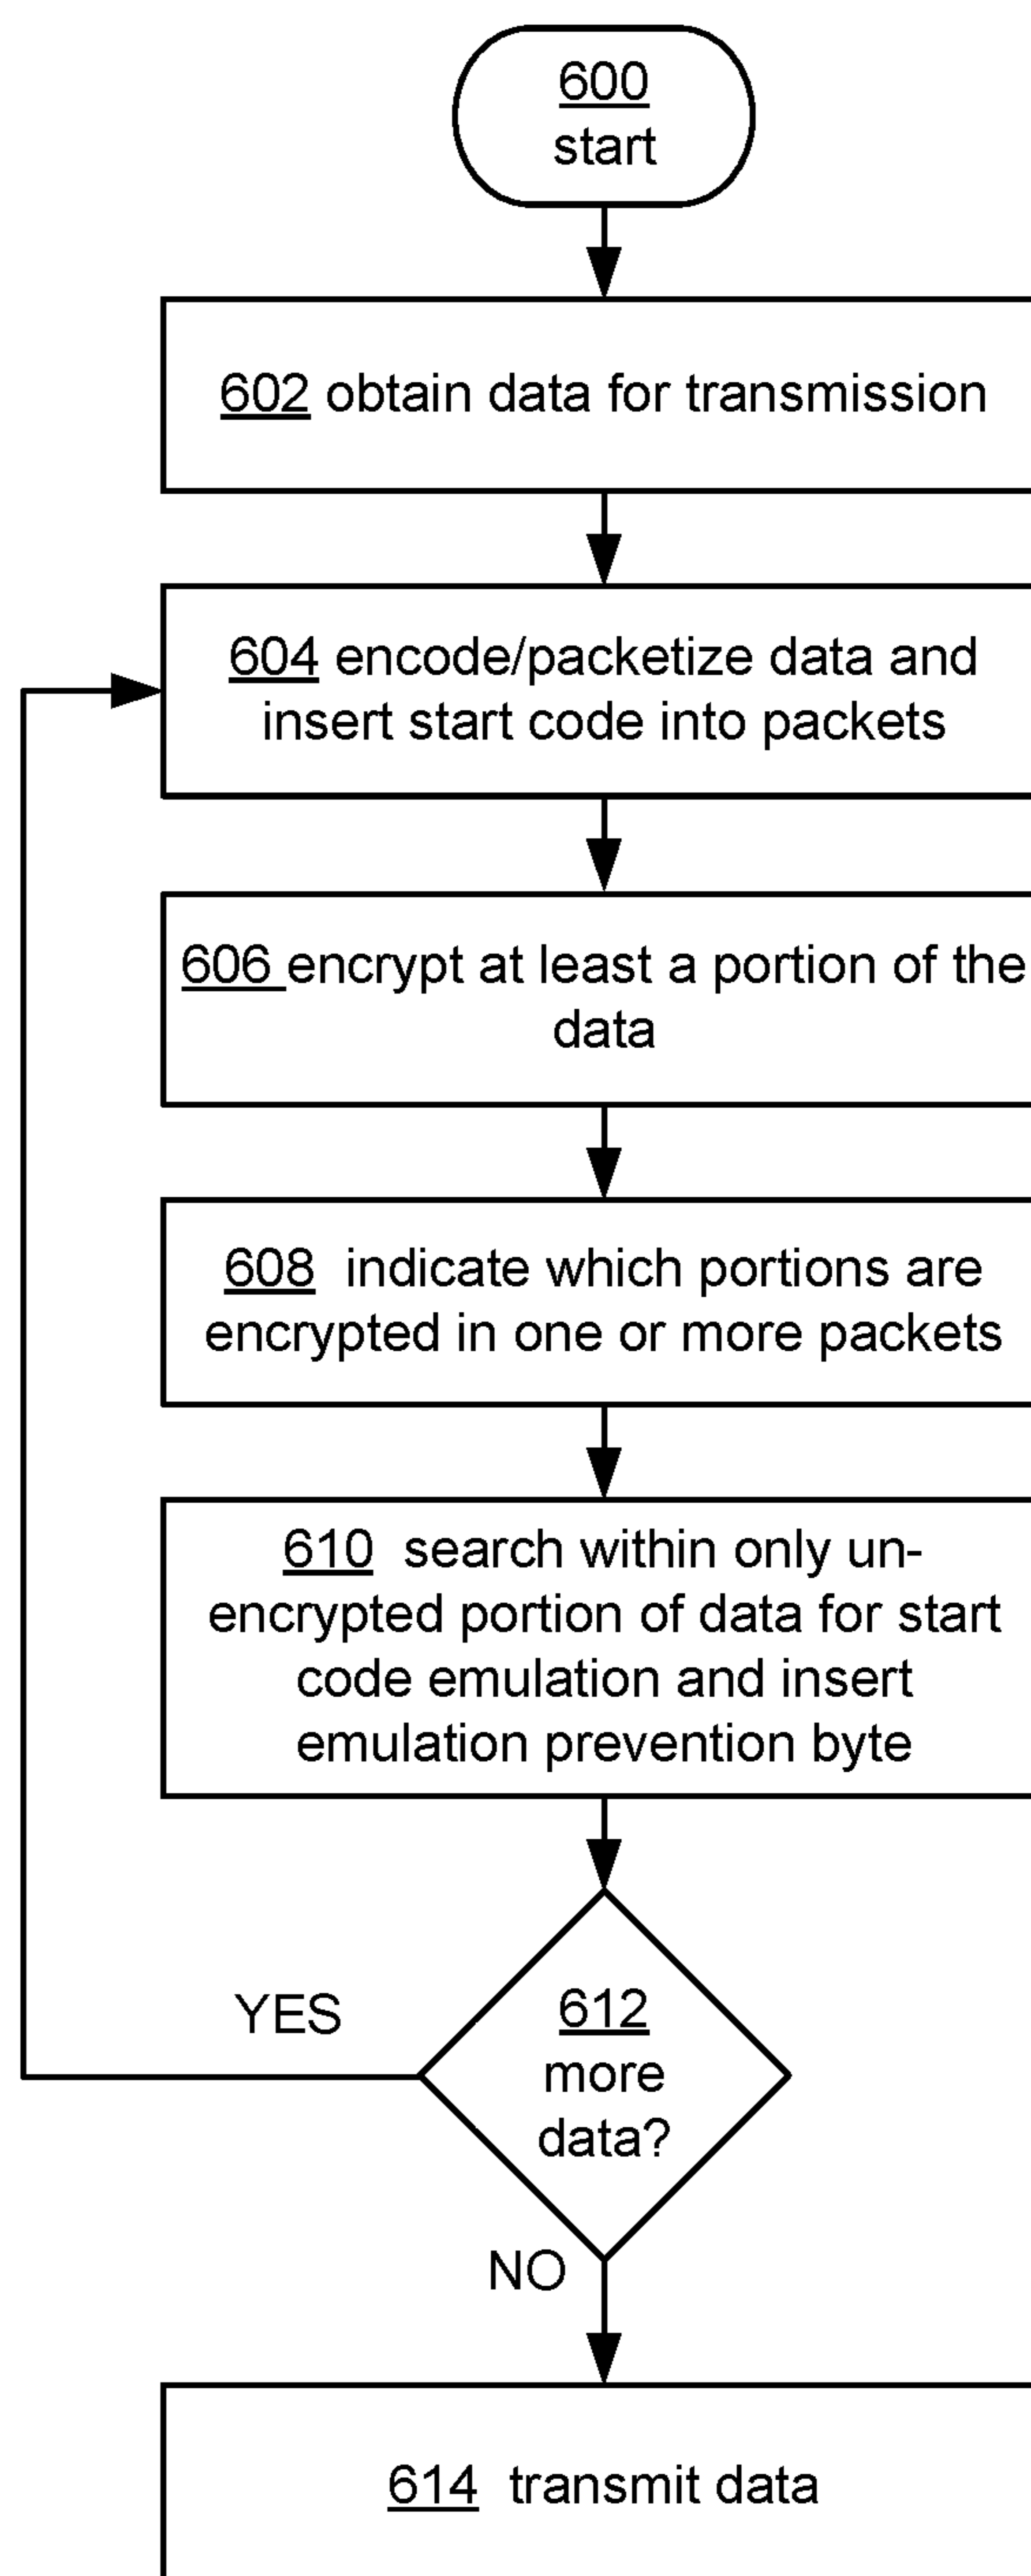 600
start
602 obtain data for transmission
604 encode/packetize data and
insert start code into packets
606 encrypt at least a portion of the
data
608 indicate which portions are
encrypted in one or more packets
610 search within only un-
encrypted portion of data for start
code emulation and insert
emulation prevention byte
YES
612
more
data?
NO
614 transmit data